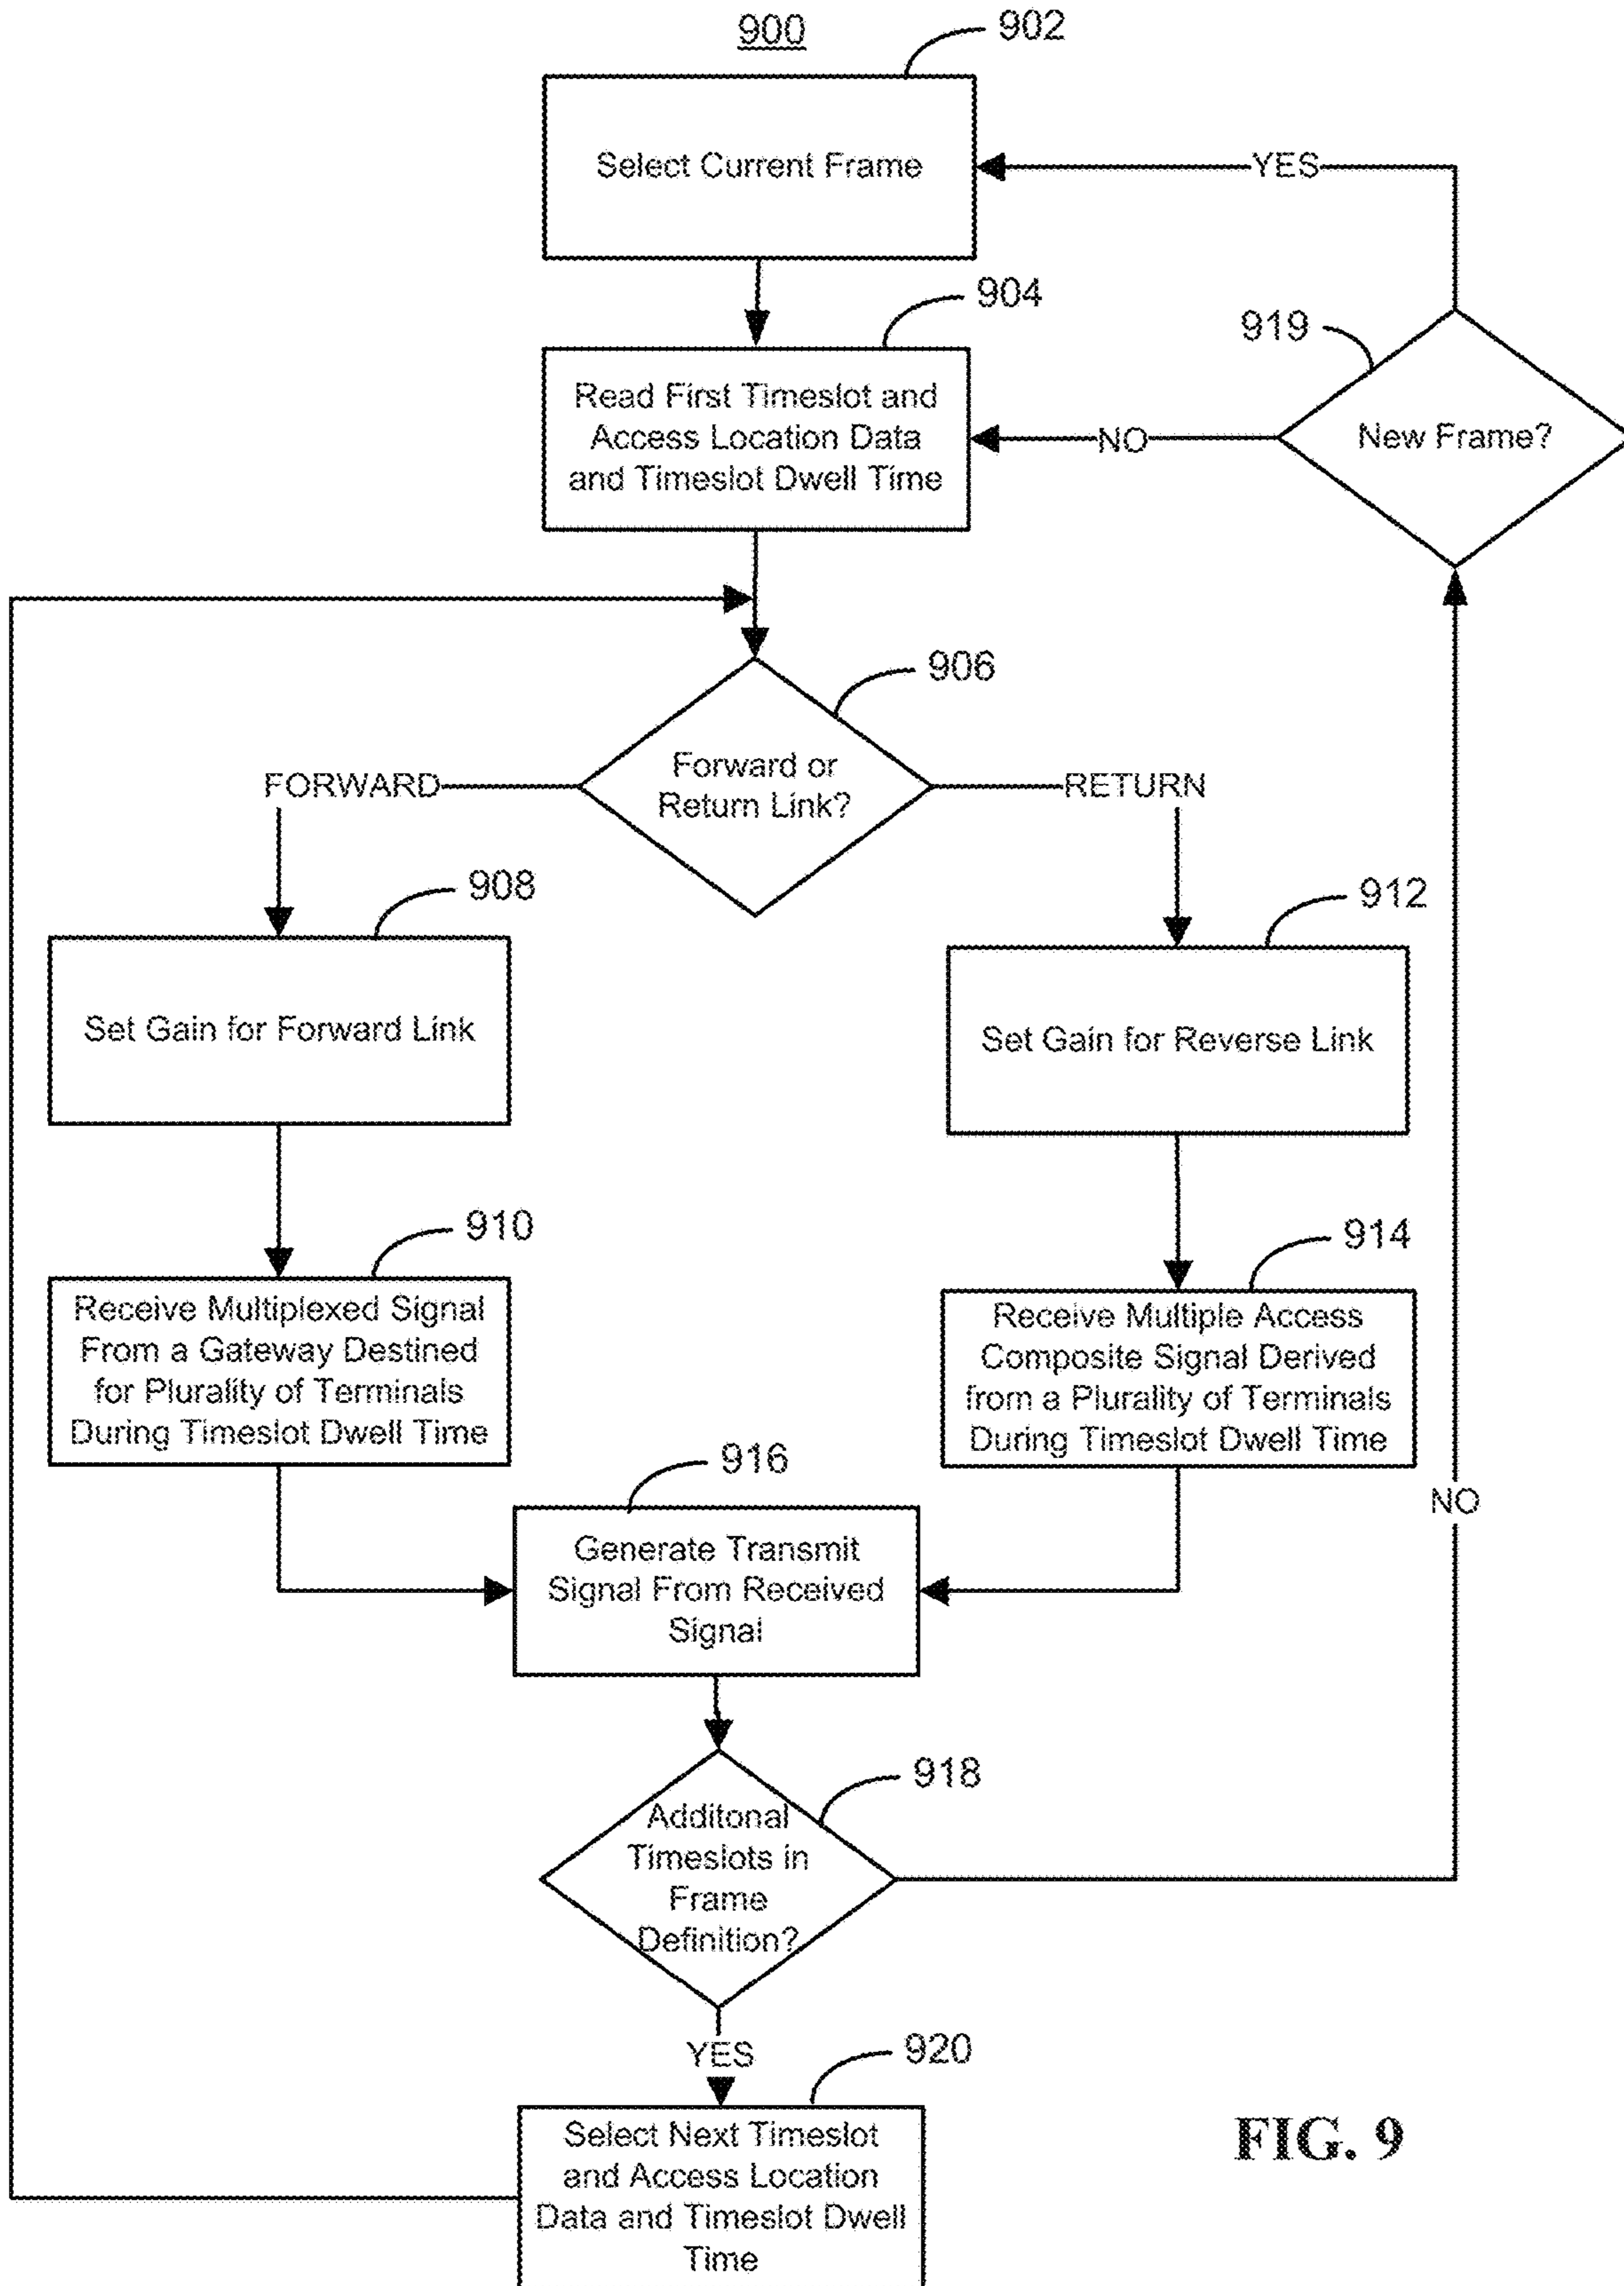 900
902
Select Current Frame
YES
904
919
Read First Timeslot and
Access Location Data
and Timeslot Dwell Time
NO
New Frame?
906
Forward or
Return Link?
FORWARD
RETURN
908
912
Set Gain for Forward Link
Set Gain for Reverse Link
910
914
Receive Multiplexed Signal
From a Gateway Destined
for Plurality of Terminals
During Timeslot Dwell Time
Receive Multiple Access
Composite Signal Derived
from a Plurality of Terminals
During Timeslot Dwell Time
916
NO
Generate Transmit
Signal From Received
Signal
918
Additonal
Timeslots in
Frame
Definition?
YES
920
Select Next Timeslot
and Access Location
Data and Timeslot Dwell
Time
FIG. 9